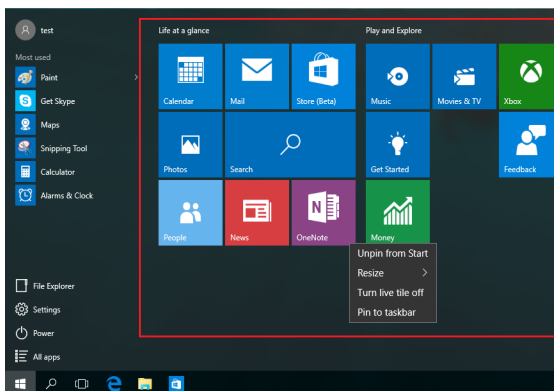 test
Most used
Paint
Get Skype
Maps
Snipping Tool
Calculator
Alarms & Clock
File Explorer
Settings
Power
All apps
Life at a glance
Play and Explore
Calendar
Mail
Store (Beta)
Music
Movies & TV
Xbox
Photos
Search
Get Started
Feedback
People
News
OneNote
Money
Unpin from Start
Resize
Turn live tile off
Pin to taskbar